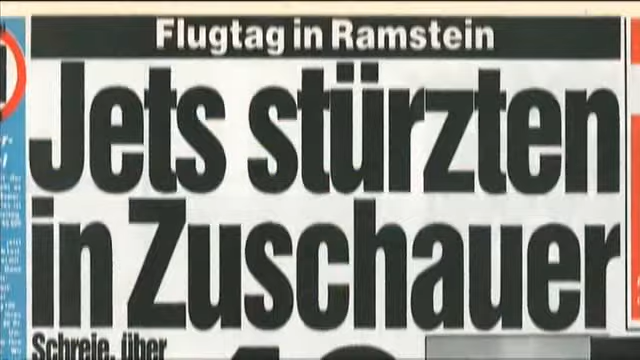 Flugtag in Ramstein
Jets stürzten
in Zuschauer
Schreie, über